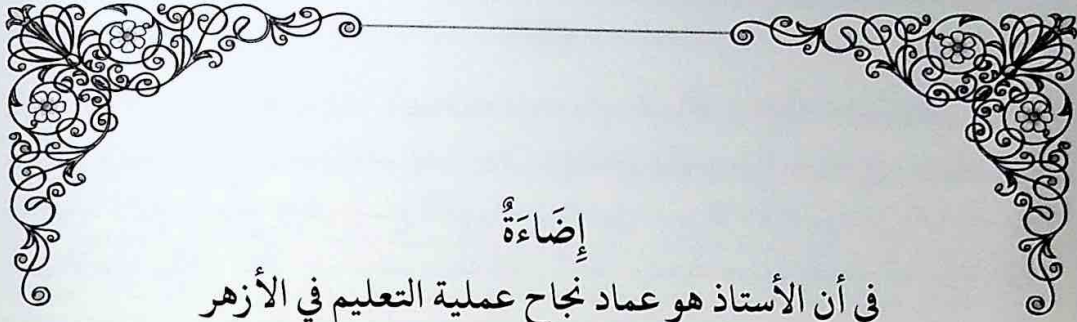 إِضَاءَةٌ
في أن الأستاذ هو عماد نجاح عملية التعليم في الأزهر